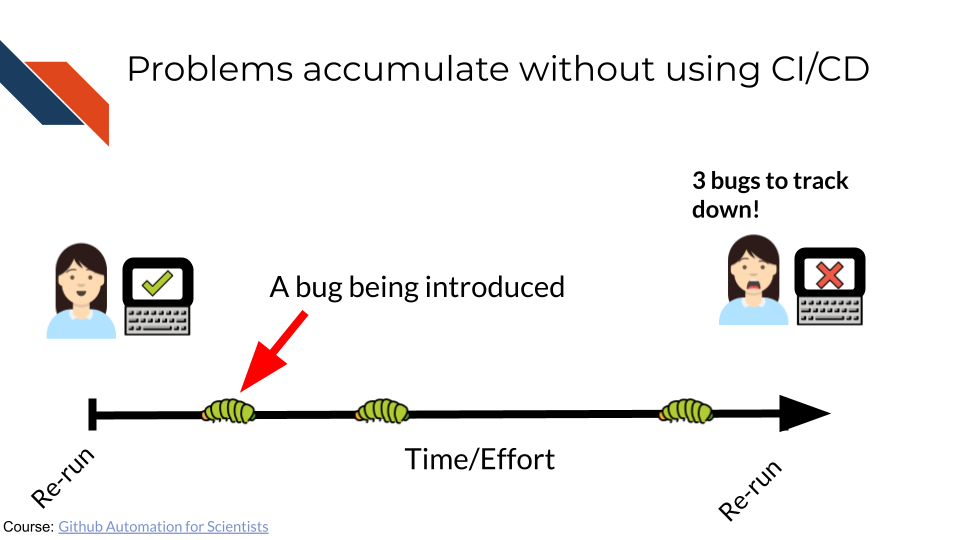 Problems accumulate without using CI/CD
3 bugs to track
down!
A bug being introduced
Time/Effort
Re-run
Re-run
Course: Github Automation for Scientists